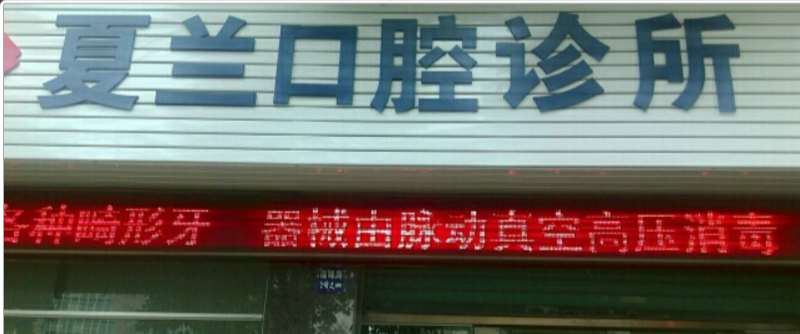 夏兰口腔诊所
各种畸形牙 器械由脉动真空高压消毒